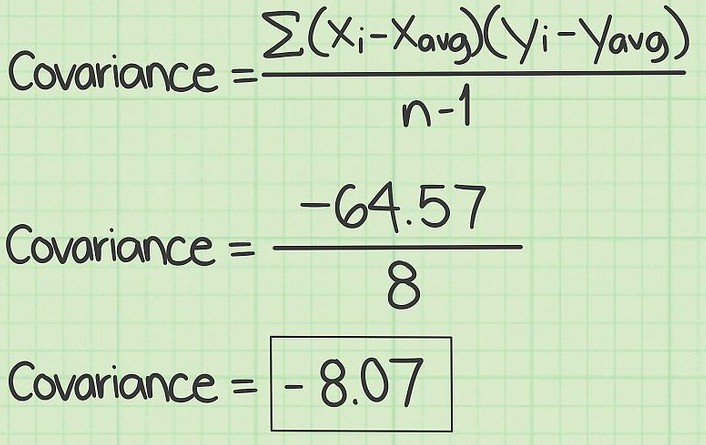 Covariance = Σ(xi-xavg)(yi-yavg)
n-1
Covariance = -64.57
8
Covariance = -8.07